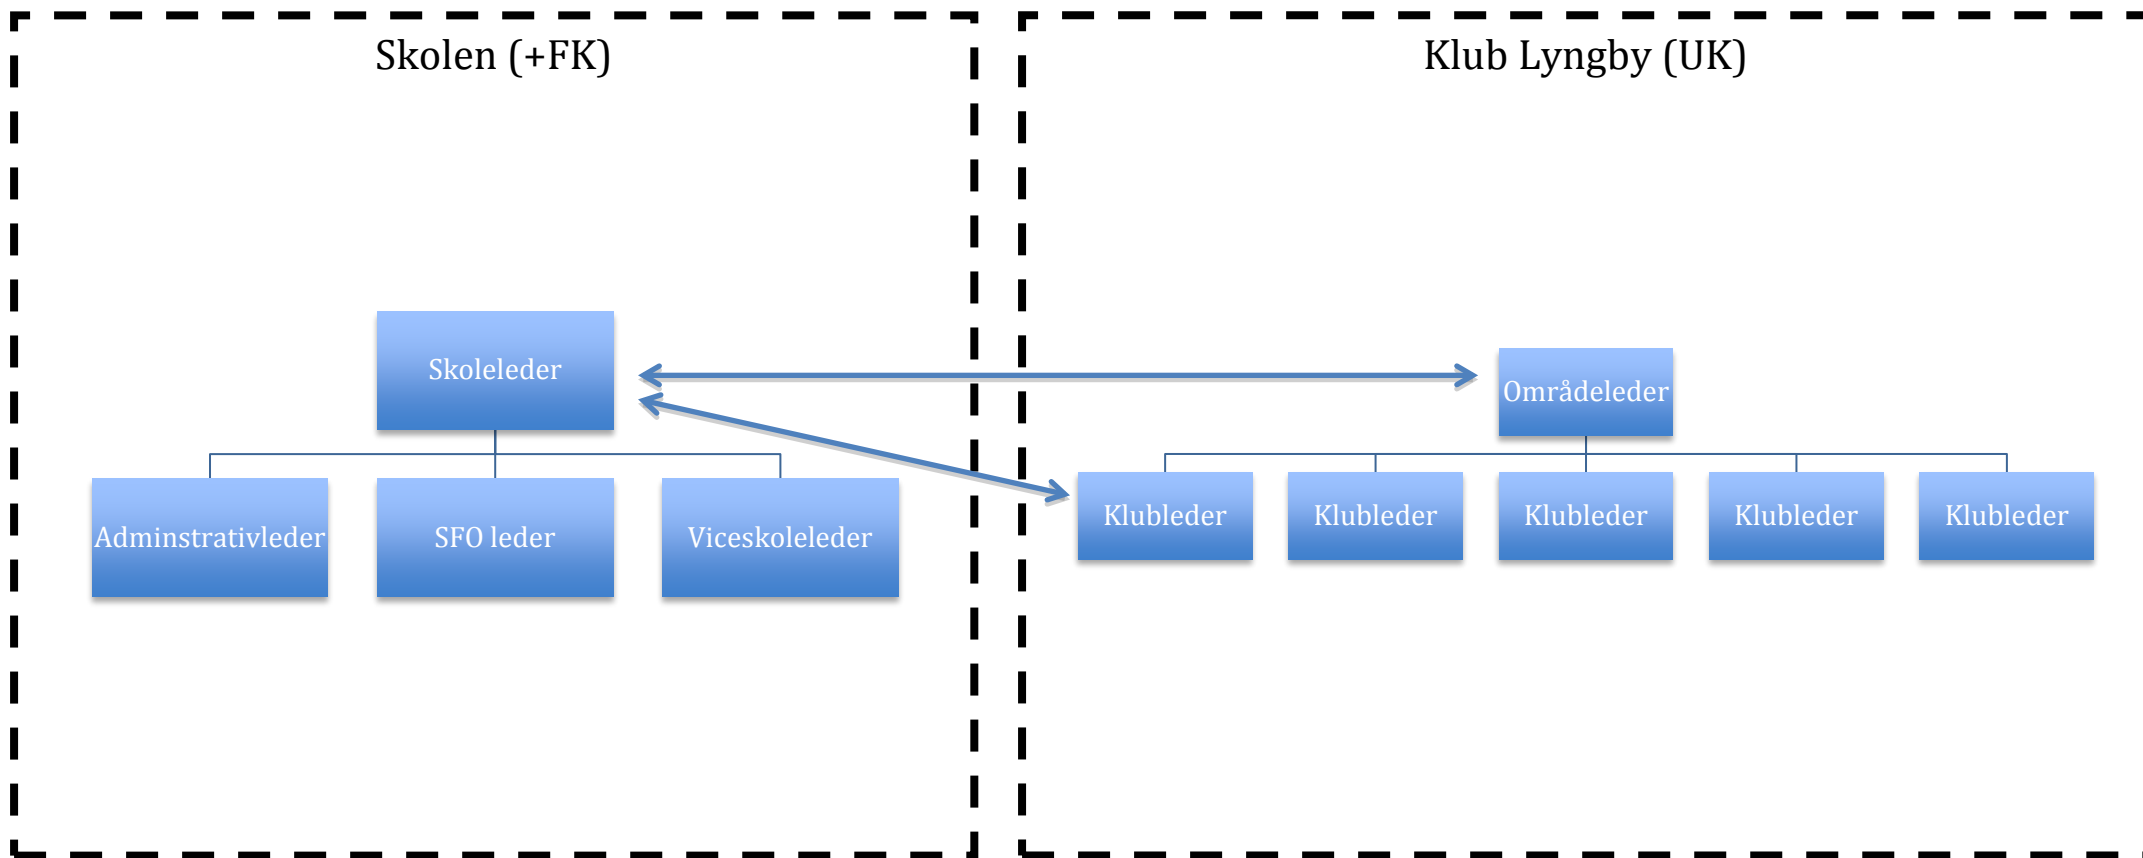 Skolen (+FK)
Skoleleder
Adminstrativleder
SFO leder
Viceskoleleder
Klub Lyngby (UK)
Områdeleder
Klubleder
Klubleder
Klubleder
Klubleder
Klubleder